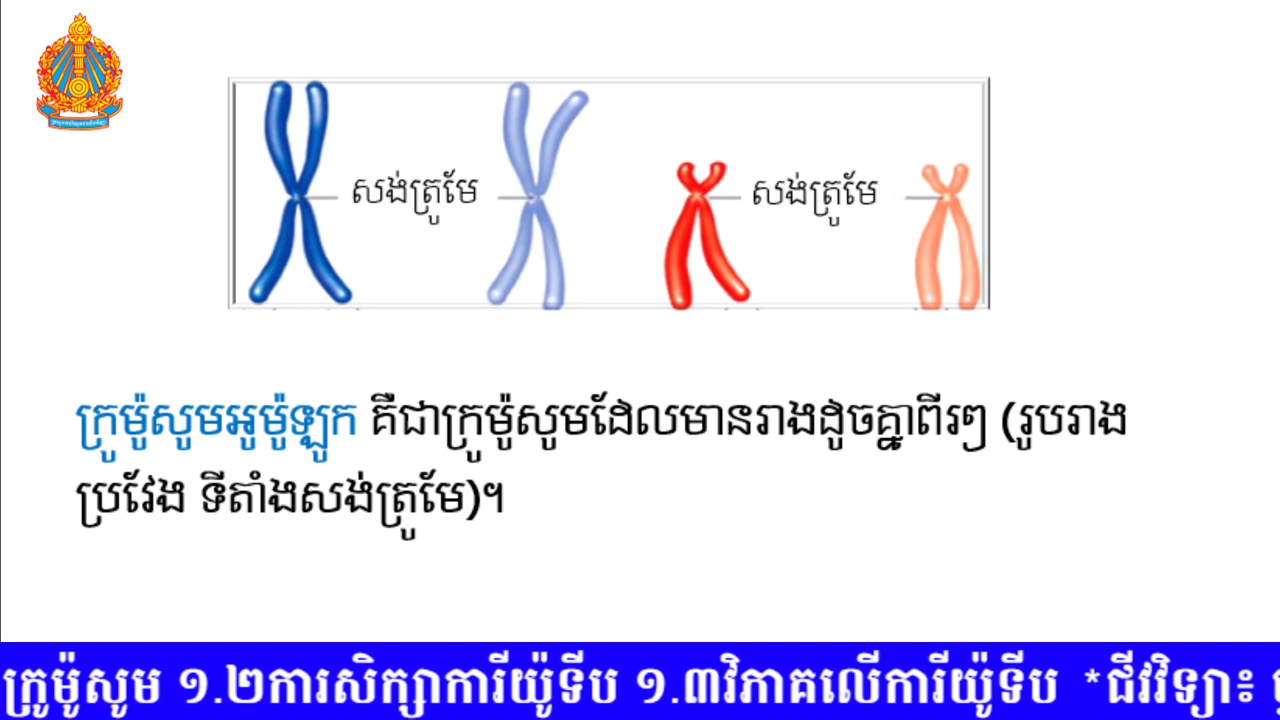 សង់ត្រូមែ សង់ត្រូមែ
ក្រូម៉ូសូមអូម៉ូឡូក គឺជាក្រូម៉ូសូមដែលមានរាងដូចគ្នាពីរៗ (រូបរាង
ប្រវែង ទីតាំងសង់ត្រូមែ)។
ក្រូម៉ូសូម ១.២ការសិក្សាការីយ៉ូទីប ១.៣វិភាគលើការីយ៉ូទីប *ជីវវិទ្យា៖